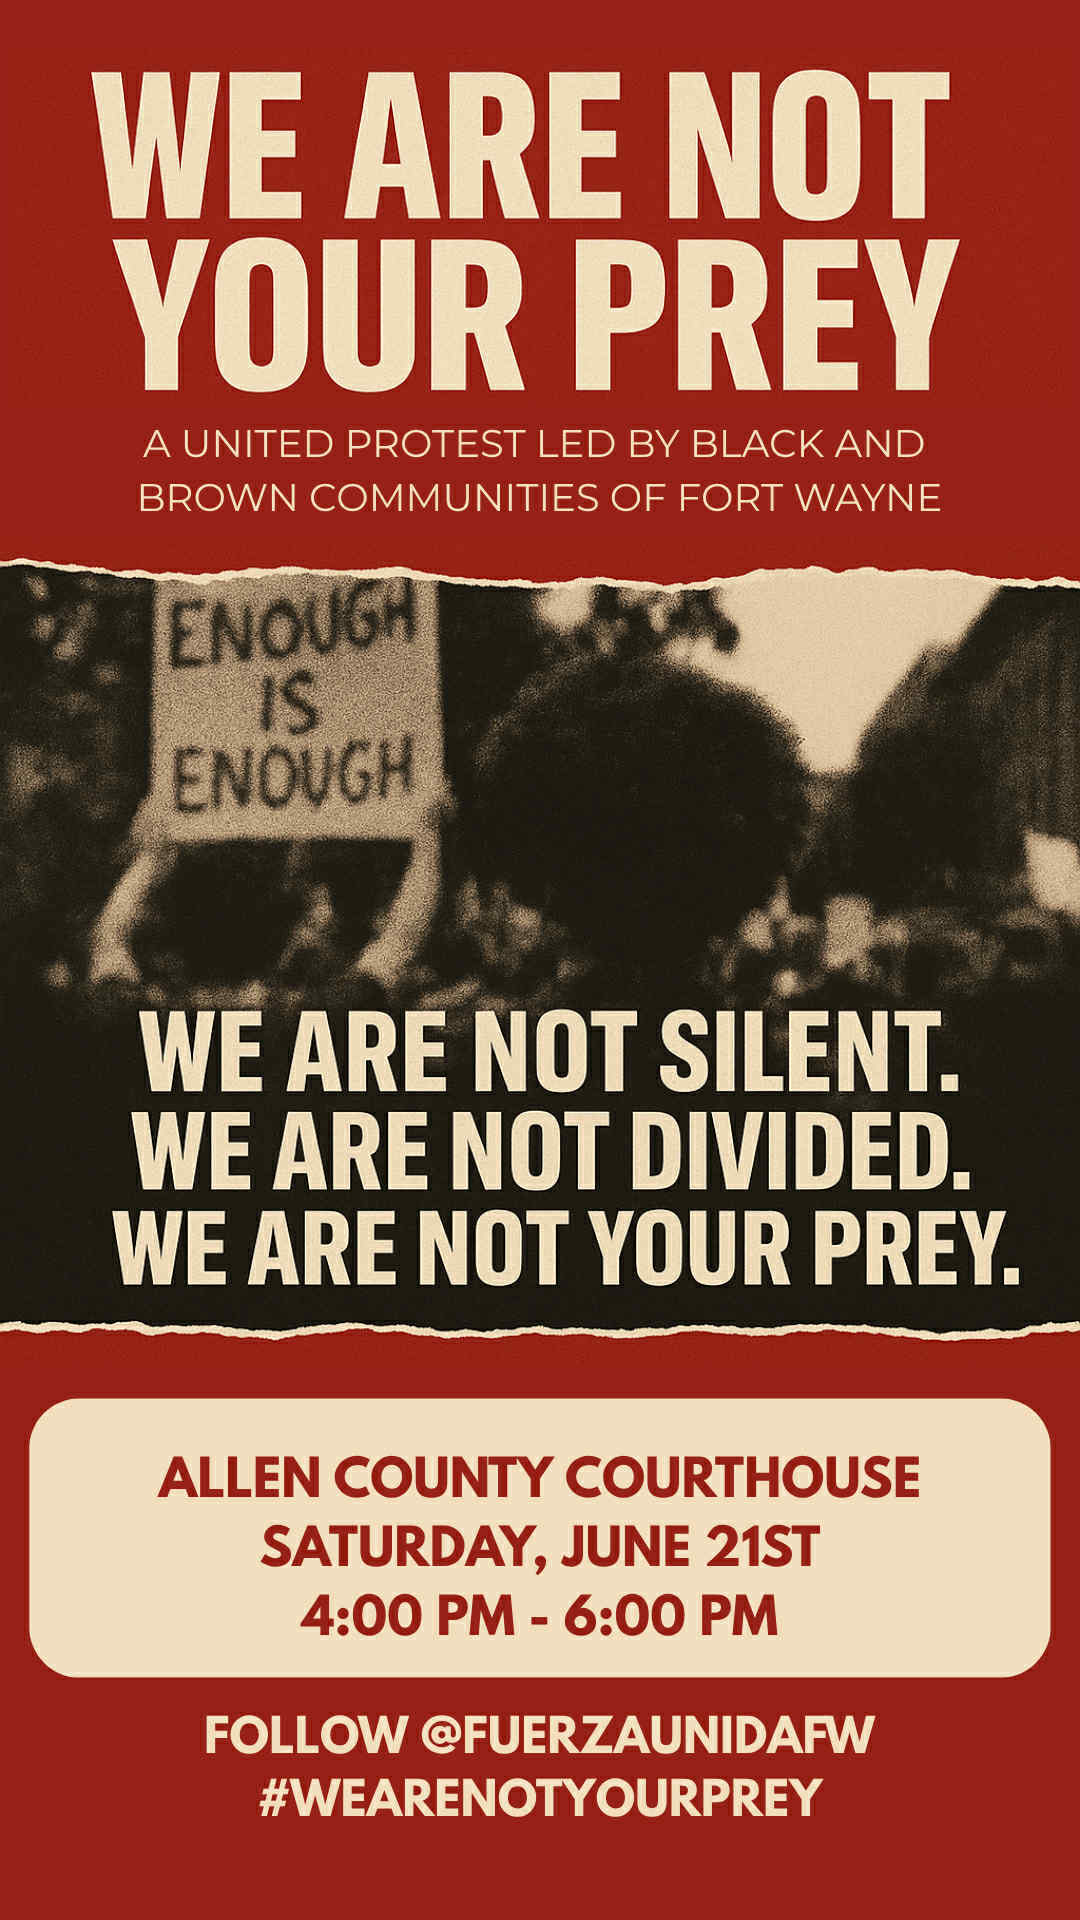 WE ARE NOT
YOUR PREY
A UNITED PROTEST LED BY BLACK AND
BROWN COMMUNITIES OF FORT WAYNE
ENOUGH
IS
ENOUGH
WE ARE NOT SILENT.
WE ARE NOT DIVIDED.
WE ARE NOT YOUR PREY.
ALLEN COUNTY COURTHOUSE
SATURDAY, JUNE 21ST
4:00 PM - 6:00 PM
FOLLOW @FUERZAUNIDAFW
#WEARENOTYOURPREY